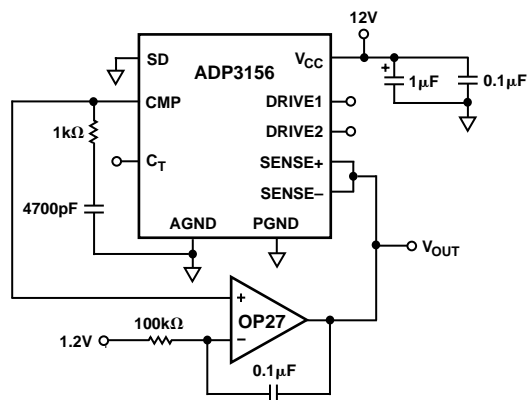 12V
SD
ADP3156
VCC
CMP
1kΩ
+
1µF
0.1µF
DRIVE1
DRIVE2
CT
SENSE+
SENSE–
4700pF
AGND
PGND
VOUT
+
OP27
–
1.2V
100kΩ
0.1µF